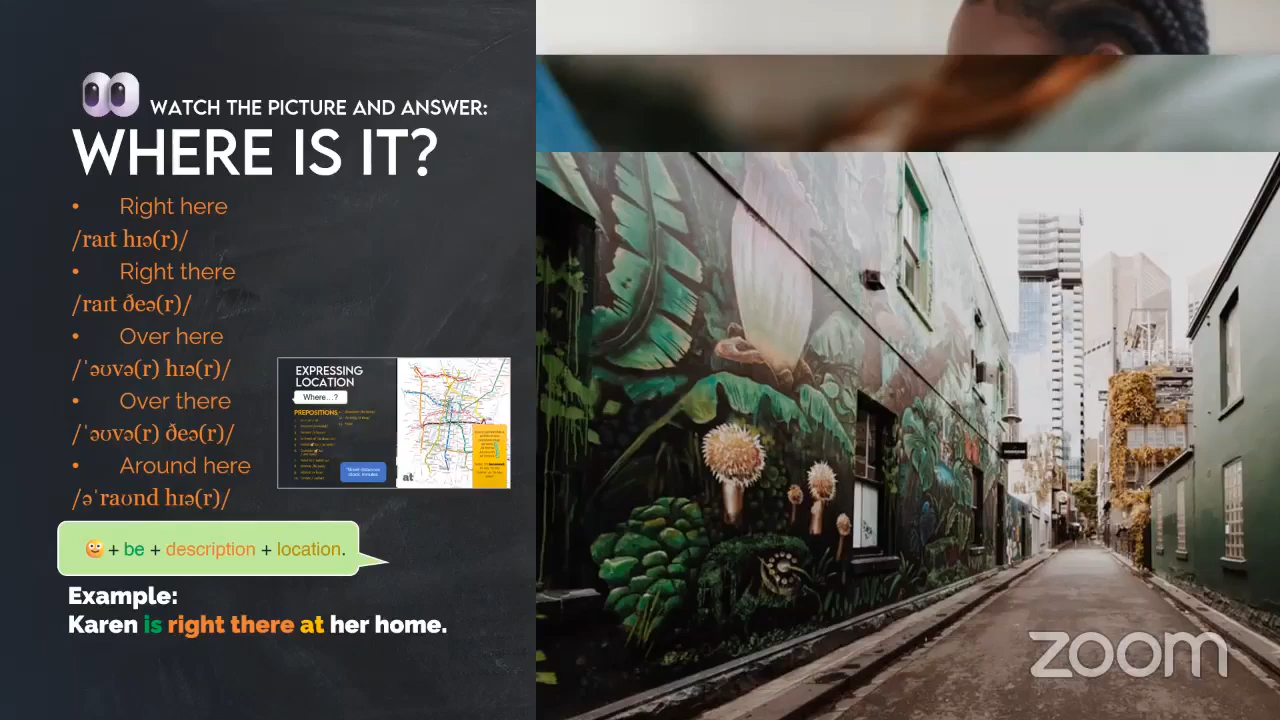 WATCH THE PICTURE AND ANSWER:
WHERE IS IT?
• Right here
/raɪt hɪə(r)/
• Right there
/raɪt ðeə(r)/
• Over here
/ˈəʊvə(r) hɪə(r)/
• Over there
/ˈəʊvə(r) ðeə(r)/
• Around here
/əˈraʊnd hɪə(r)/
EXPRESSING
LOCATION
Where...?
PREPOSITIONS
at
+ be + description + location.
Example:
Karen is right there at her home.
zoom